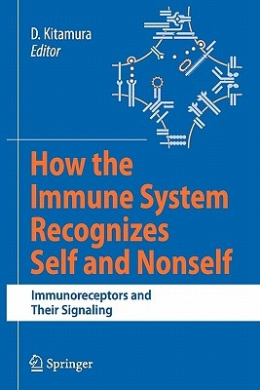 D. Kitamura
Editor
How the
Immune System
Recognizes
Self and Nonself
Immunoreceptors and
Their Signaling
Springer